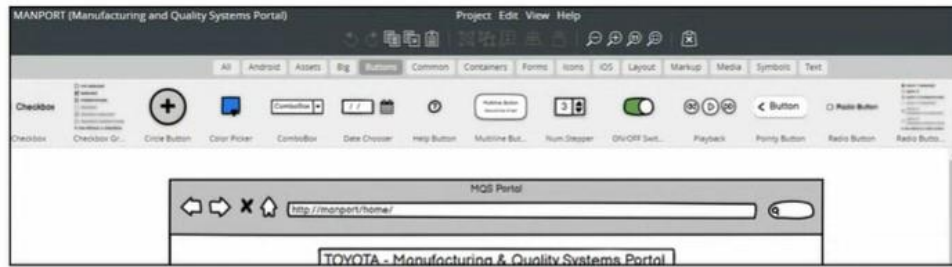 MANPORT (Manufacturing and Quality Systems Portal) Project Edit View Help
All Android Assets Big Buttons Common Containers Forms Icons iOS Layout Markup Media Symbols Text
Checkbox ComboBox / / ? Multiline Button 3 < Button Radio Button
Checkbox Checkbox Gr... Circle Button Color Picker ComboBox Date Chooser Help Button Multiline But... Num.Stepper ON/OFF Swit... Playback Pointy Button Radio Button Radio Butto...
MQS Portal
http://manport/home/
TOYOTA - Manufacturing & Quality Systems Portal